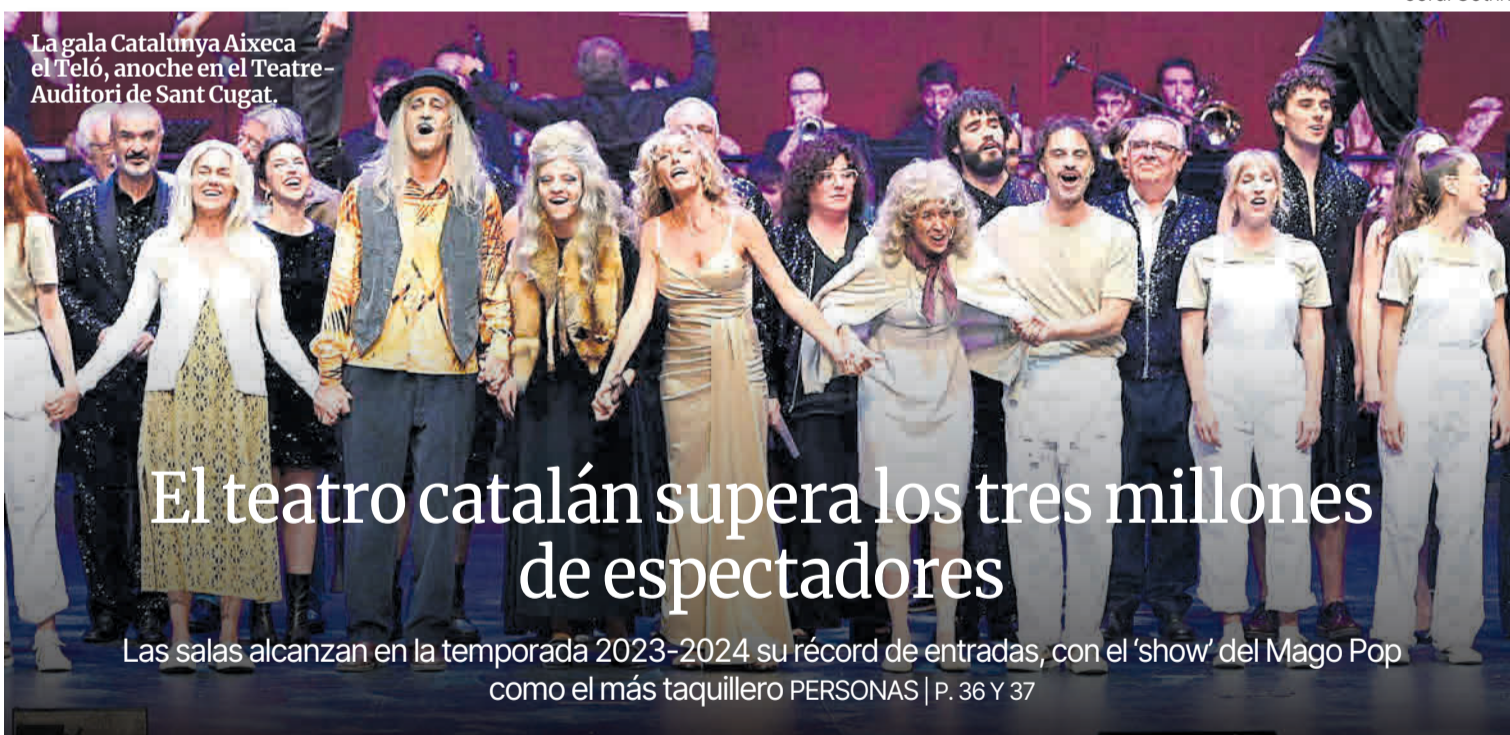 La gala Catalunya Aixeca
el Teló, anoche en el Teatre-
Auditori de Sant Cugat.
El teatro catalán supera los tres millones
de espectadores
Las salas alcanzan en la temporada 2023-2024 su récord de entradas, con el ‘show’ del Mago Pop
como el más taquillero PERSONAS | P. 36 Y 37